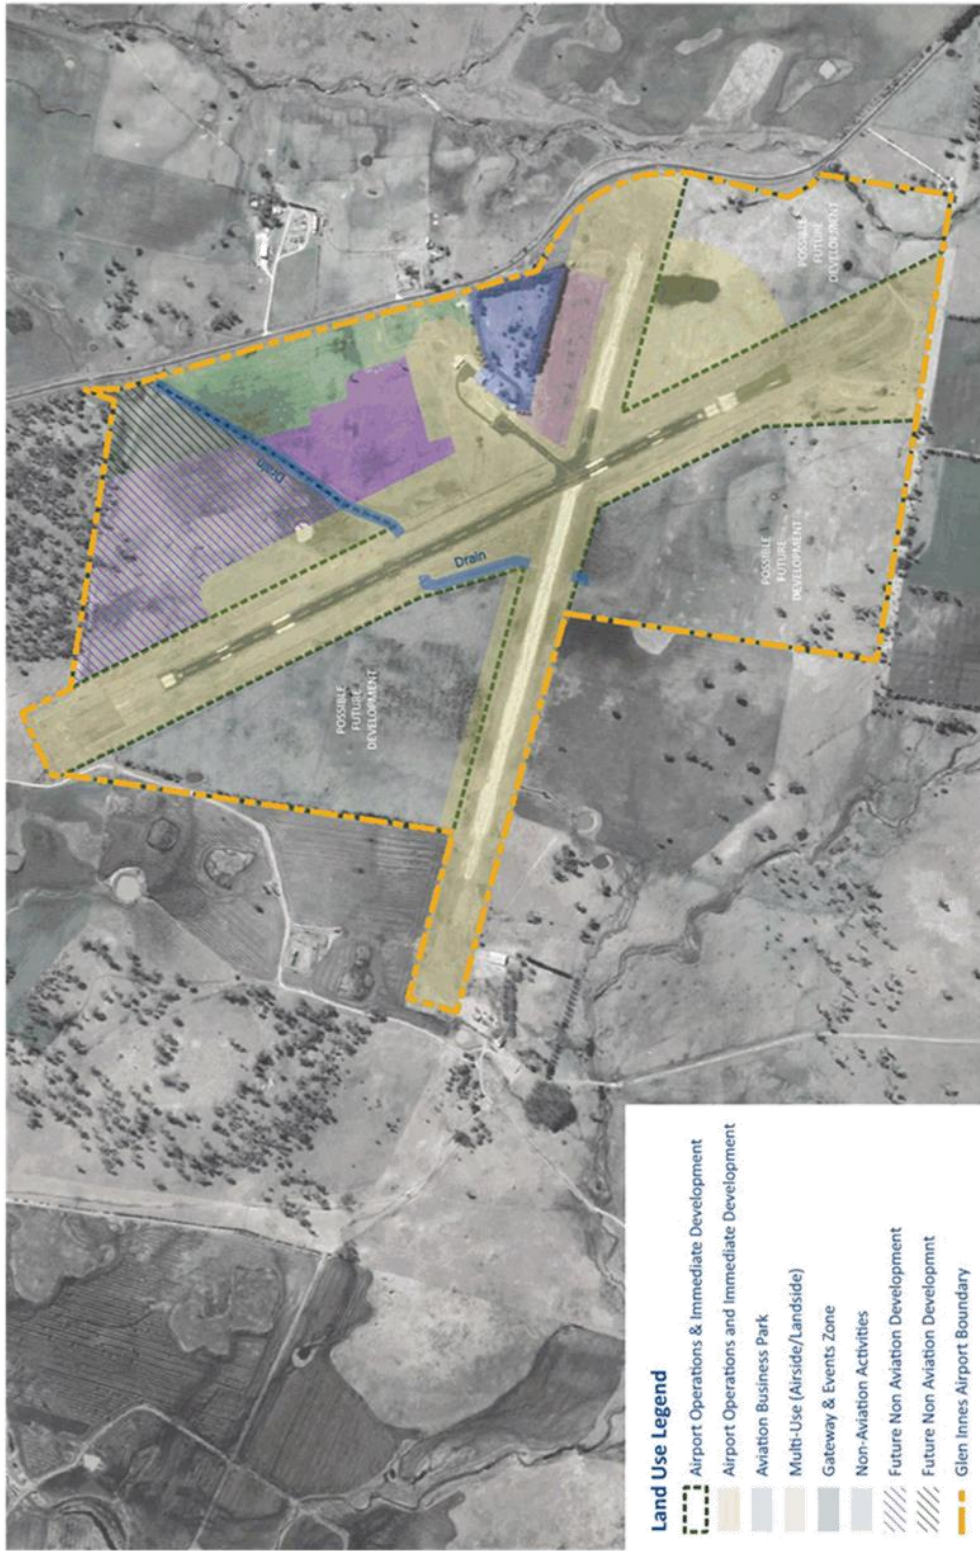 Drain
Drain
POSSIBLE
FUTURE
DEVELOPMENT
POSSIBLE
FUTURE
DEVELOPMENT
POSSIBLE
FUTURE
DEVELOPMENT
Land Use Legend
Airport Operations & Immediate Development
Airport Operations and Immediate Development
Aviation Business Park
Multi-Use (Airside/Landside)
Gateway & Events Zone
Non-Aviation Activities
Future Non Aviation Development
Future Non Aviation Developmnt
Glen Innes Airport Boundary